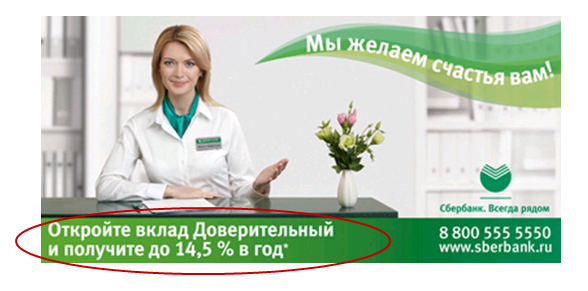 Мы желаем счастья вам!
Сбербанк. Всегда рядом
Откройте вклад Доверительный
и получите до 14,5 % в год*
8 800 555 5550
www.sberbank.ru